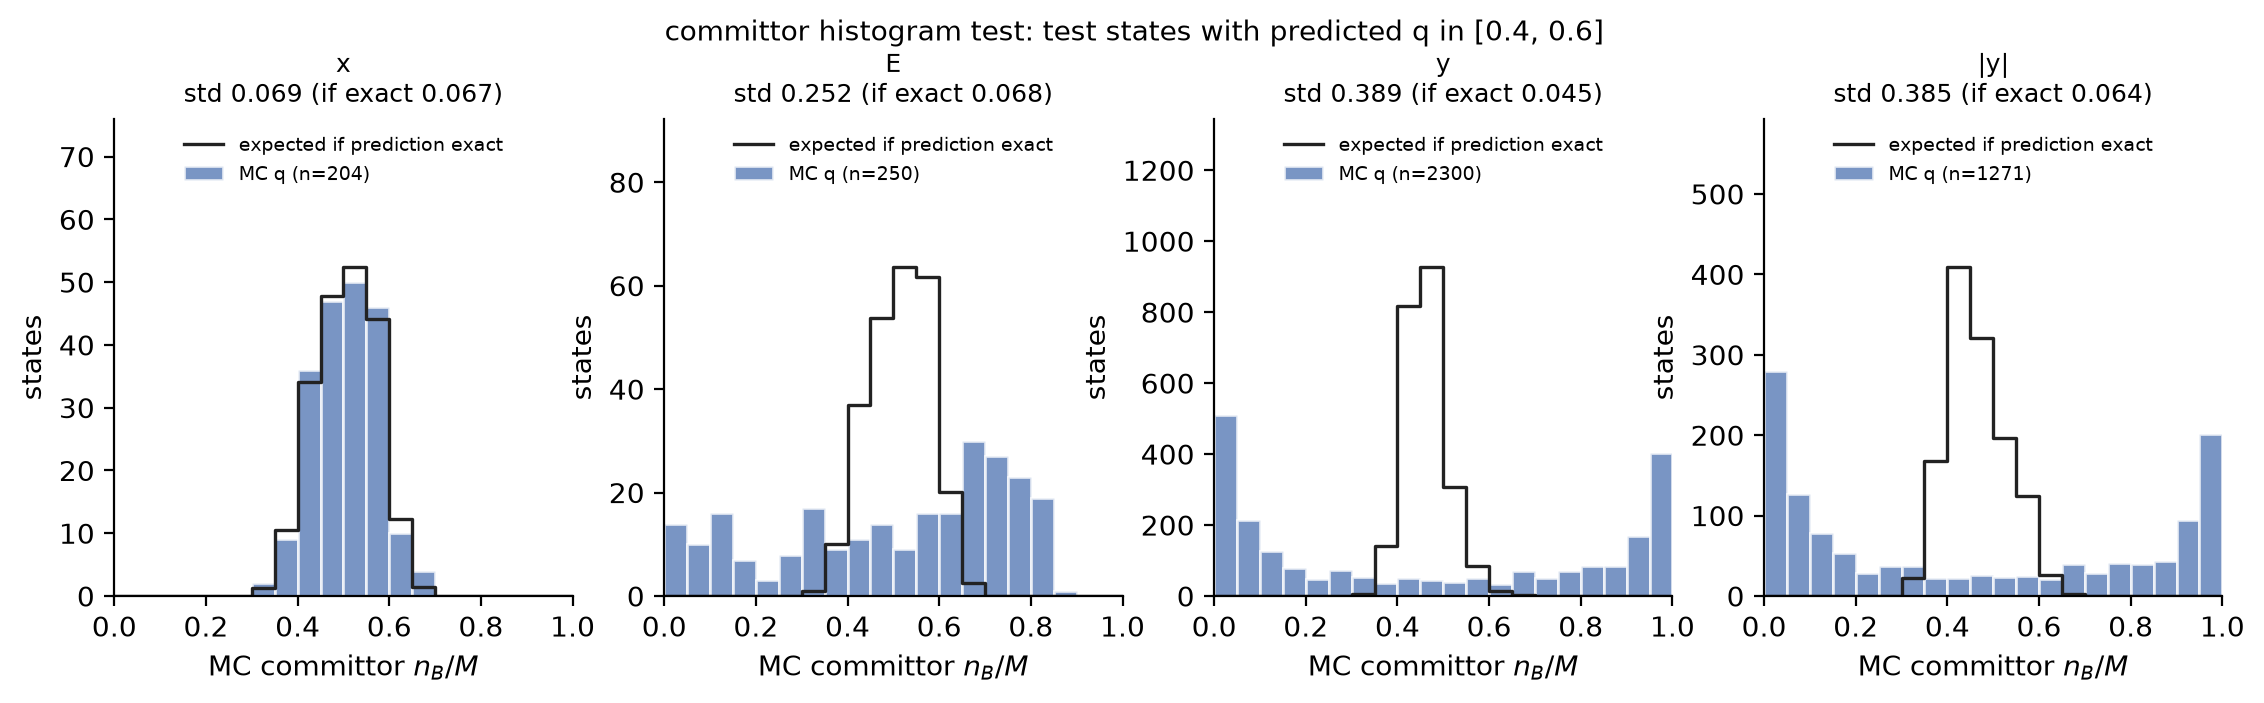 committor histogram test: test states with predicted q in [0.4, 0.6]
x
std 0.069 (if exact 0.067)
expected if prediction exact
MC q (n=204)
70
60
50
40
30
20
10
0
states
0.0 0.2 0.4 0.6 0.8 1.0
MC committor n_B/M
E
std 0.252 (if exact 0.068)
expected if prediction exact
MC q (n=250)
80
60
40
20
0
states
0.0 0.2 0.4 0.6 0.8 1.0
MC committor n_B/M
y
std 0.389 (if exact 0.045)
expected if prediction exact
MC q (n=2300)
1200
1000
800
600
400
200
0
states
0.0 0.2 0.4 0.6 0.8 1.0
MC committor n_B/M
|y|
std 0.385 (if exact 0.064)
expected if prediction exact
MC q (n=1271)
500
400
300
200
100
0
states
0.0 0.2 0.4 0.6 0.8 1.0
MC committor n_B/M